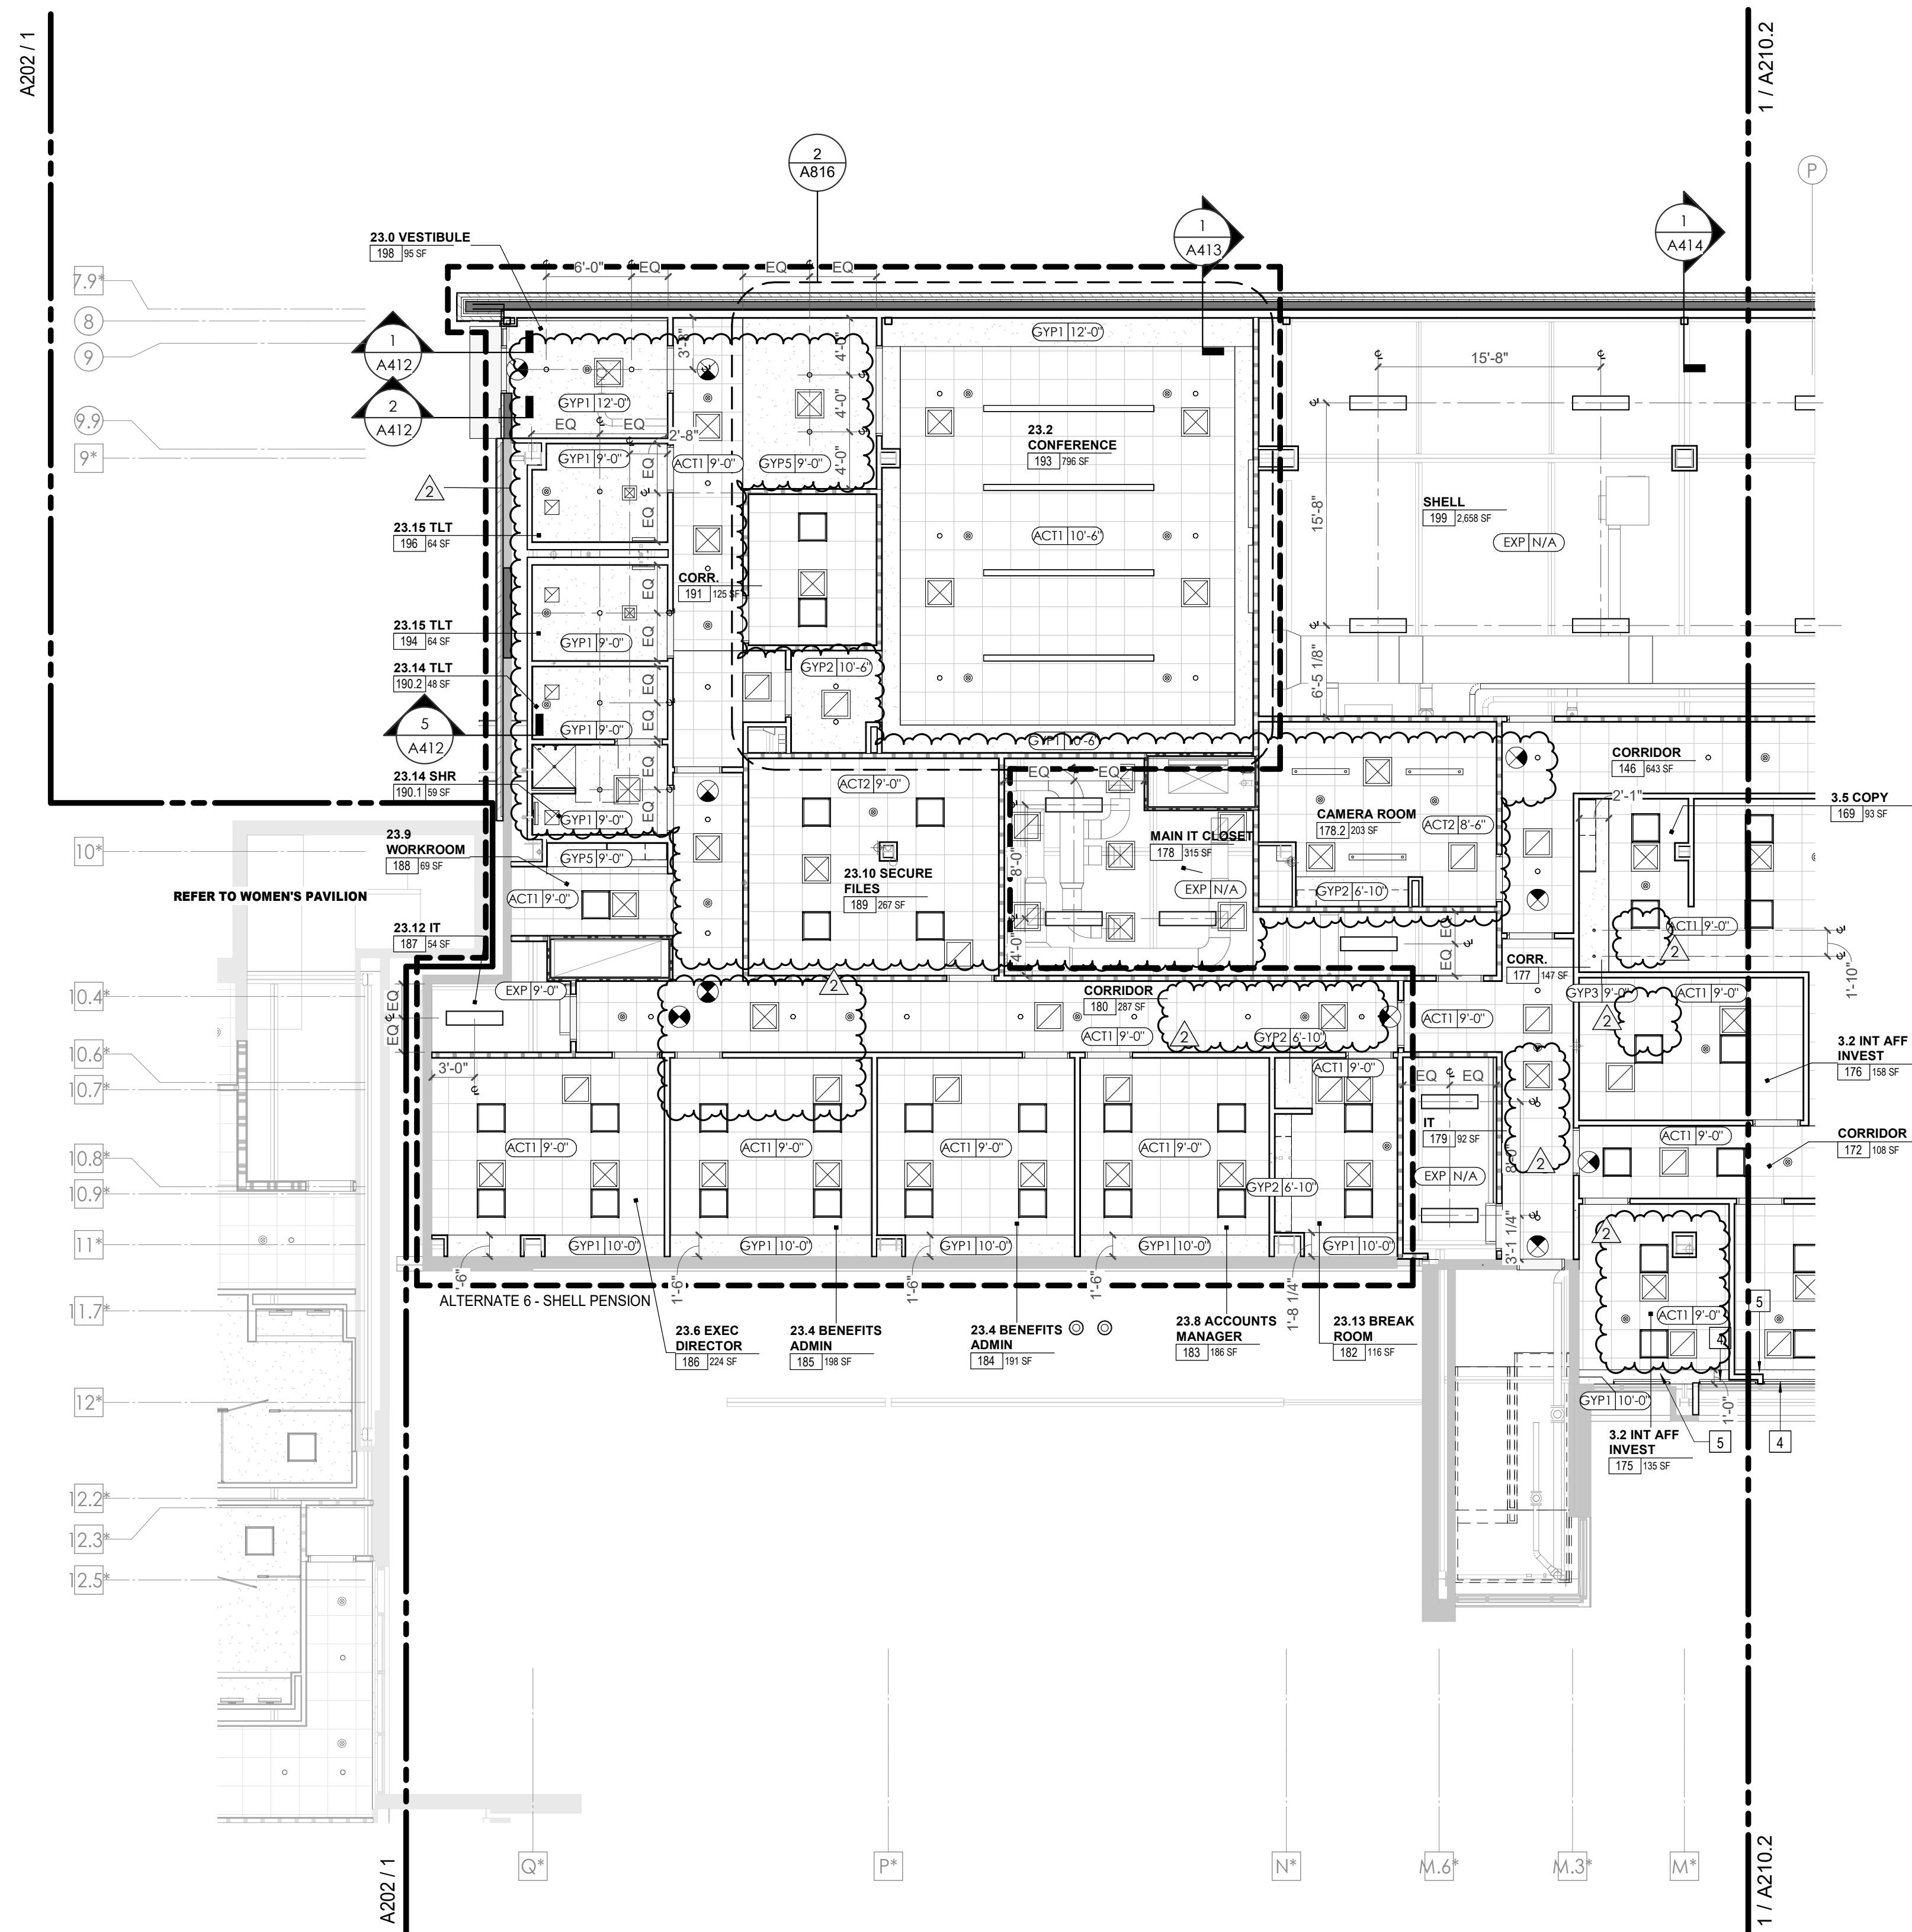 A202 / 1
1 / A210.2
2
A816
P
1
A413
1
A414
23.0 VESTIBULE
198 95 SF
6'-0" EQ EQ EQ
7.9*
8
9
9.9
9*
1
A412
2
A412
3'-8"
4'-0"
4'-0"
4'-0"
GYP1 12'-0"
GYP1 12'-0"
EQ EQ
2'-8"
15'-8"
15'-8"
6'-5 1/8"
23.2
CONFERENCE
193 796 SF
GYP1 9'-0"
ACT1 9'-0"
GYP5 9'-0"
EQ
EQ
2
SHELL
199 2,658 SF
EXP N/A
ACT1 10'-6"
23.15 TLT
196 64 SF
CORR.
191 125 SF
23.15 TLT
194 64 SF
GYP1 9'-0"
EQ
EQ
23.14 TLT
190.2 48 SF
GYP2 10'-6"
GYP1 9'-0"
EQ
EQ
5
A412
23.14 SHR
190.1 59 SF
GYP1 9'-0"
EQ
EQ
ACT2 9'-0"
EQ EQ
CORRIDOR
146 643 SF
CAMERA ROOM
178.2 203 SF
ACT2 8'-6"
2'-1"
3.5 COPY
169 93 SF
23.9
WORKROOM
188 69 SF
GYP5 9'-0"
ACT1 9'-0"
MAIN IT CLOSET
178 315 SF
EXP N/A
8'-0"
4'-0"
10*
REFER TO WOMEN'S PAVILION
23.10 SECURE
FILES
189 267 SF
GYP2 6'-10"
ACT1 9'-0"
2
23.12 IT
187 54 SF
EQ
EQ
CORR.
177 147 SF
1'-10"
10.4*
EXP 9'-0"
EQ EQ
2
CORRIDOR
180 287 SF
ACT1 9'-0"
2
GYP2 6'-10"
ACT1 9'-0"
GYP3 9'-0"
ACT1 9'-0"
2
10.6*
10.7*
3'-0"
ACT1 9'-0"
EQ EQ
3.2 INT AFF
INVEST
176 158 SF
IT
179 92 SF
EXP N/A
8'-0"
2
3'-1 1/4"
ACT1 9'-0"
CORRIDOR
172 108 SF
10.8*
10.9*
ACT1 9'-0"
ACT1 9'-0"
ACT1 9'-0"
ACT1 9'-0"
GYP2 6'-10"
11*
GYP1 10'-0"
GYP1 10'-0"
GYP1 10'-0"
GYP1 10'-0"
GYP1 10'-0"
2
1'-6"
1'-6"
1'-6"
1'-8 1/4"
ALTERNATE 6 - SHELL PENSION
11.7*
23.6 EXEC
DIRECTOR
186 224 SF
23.4 BENEFITS
ADMIN
185 198 SF
23.4 BENEFITS
ADMIN
184 191 SF
23.8 ACCOUNTS
MANAGER
183 186 SF
23.13 BREAK
ROOM
182 116 SF
ACT1 9'-0"
5
4
12*
GYP1 10'-0"
1'-0"
3.2 INT AFF
INVEST
175 135 SF
5
4
12.2*
12.3*
12.5*
Q*
P*
N*
M.6*
M.3*
M*
A202 / 1
1 / A210.2